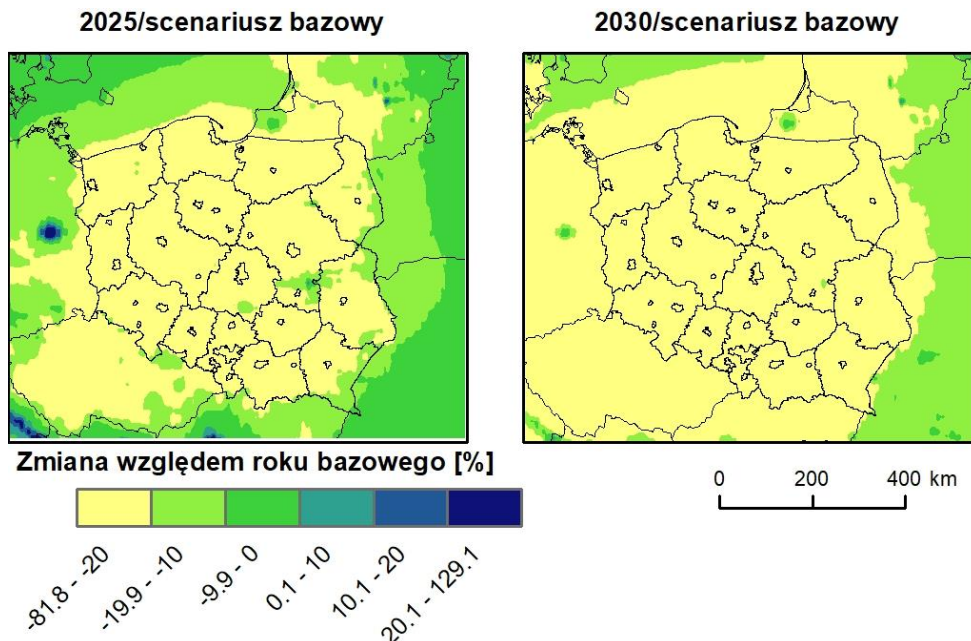 2025/scenariusz bazowy
2030/scenariusz bazowy
Zmiana względem roku bazowego [%]
-81.8 - -20
-19.9 - -10
-9.9 - 0
0.1 - 10
10.1 - 20
20.1 - 129.1
0 200 400 km